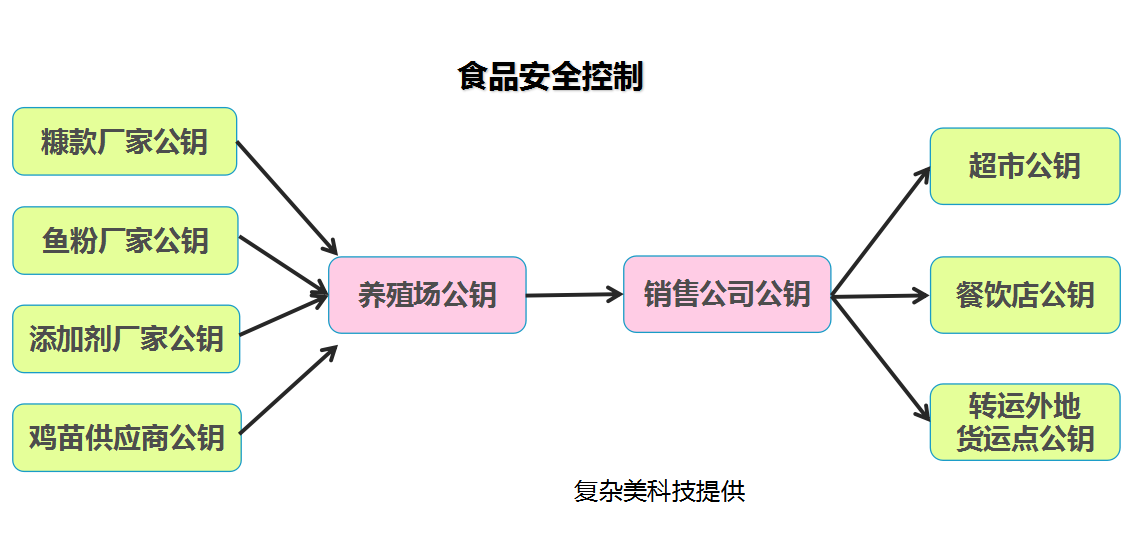 食品安全控制
糠款厂家公钥
鱼粉厂家公钥
添加剂厂家公钥
鸡苗供应商公钥
养殖场公钥
销售公司公钥
超市公钥
餐饮店公钥
转运外地
货运点公钥
复杂美科技提供